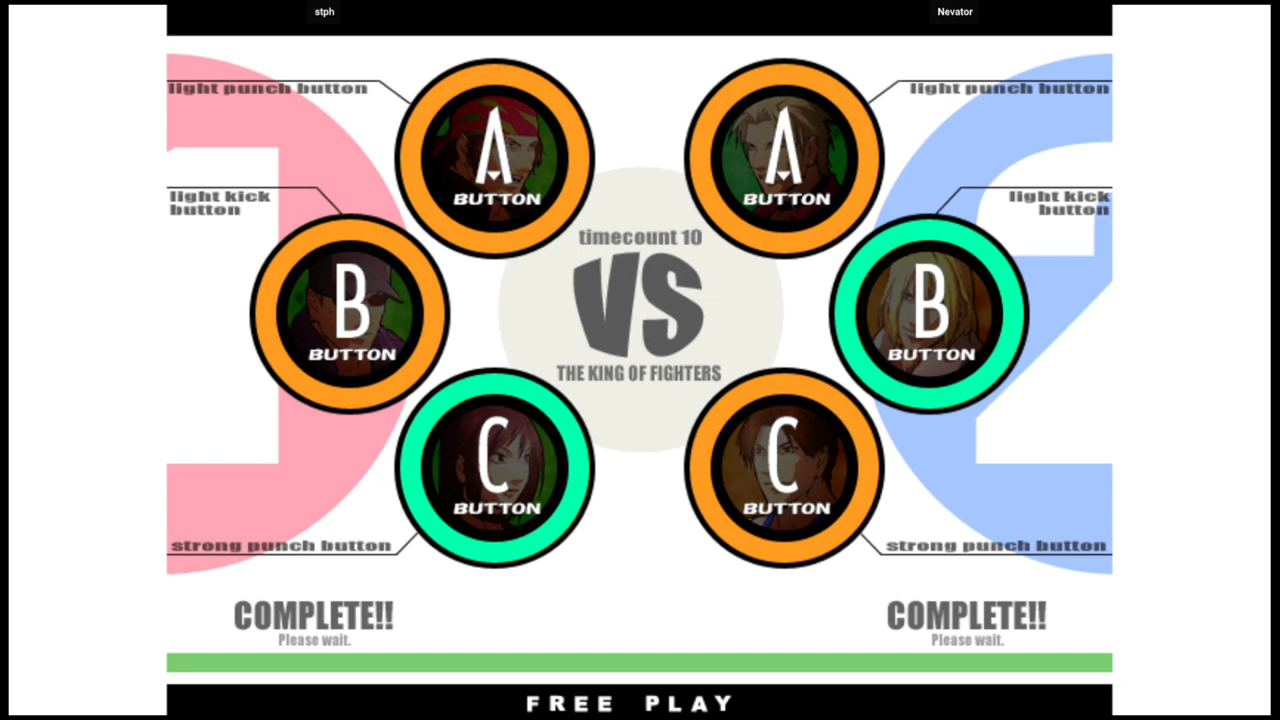 stph
Nevator
light punch button
light punch button
A
BUTTON
A
BUTTON
light kick
button
light kick
button
B
BUTTON
B
BUTTON
timecount 10
VS
THE KING OF FIGHTERS
C
BUTTON
C
BUTTON
strong punch button
strong punch button
COMPLETE!!
Please wait.
COMPLETE!!
Please wait.
FREE PLAY